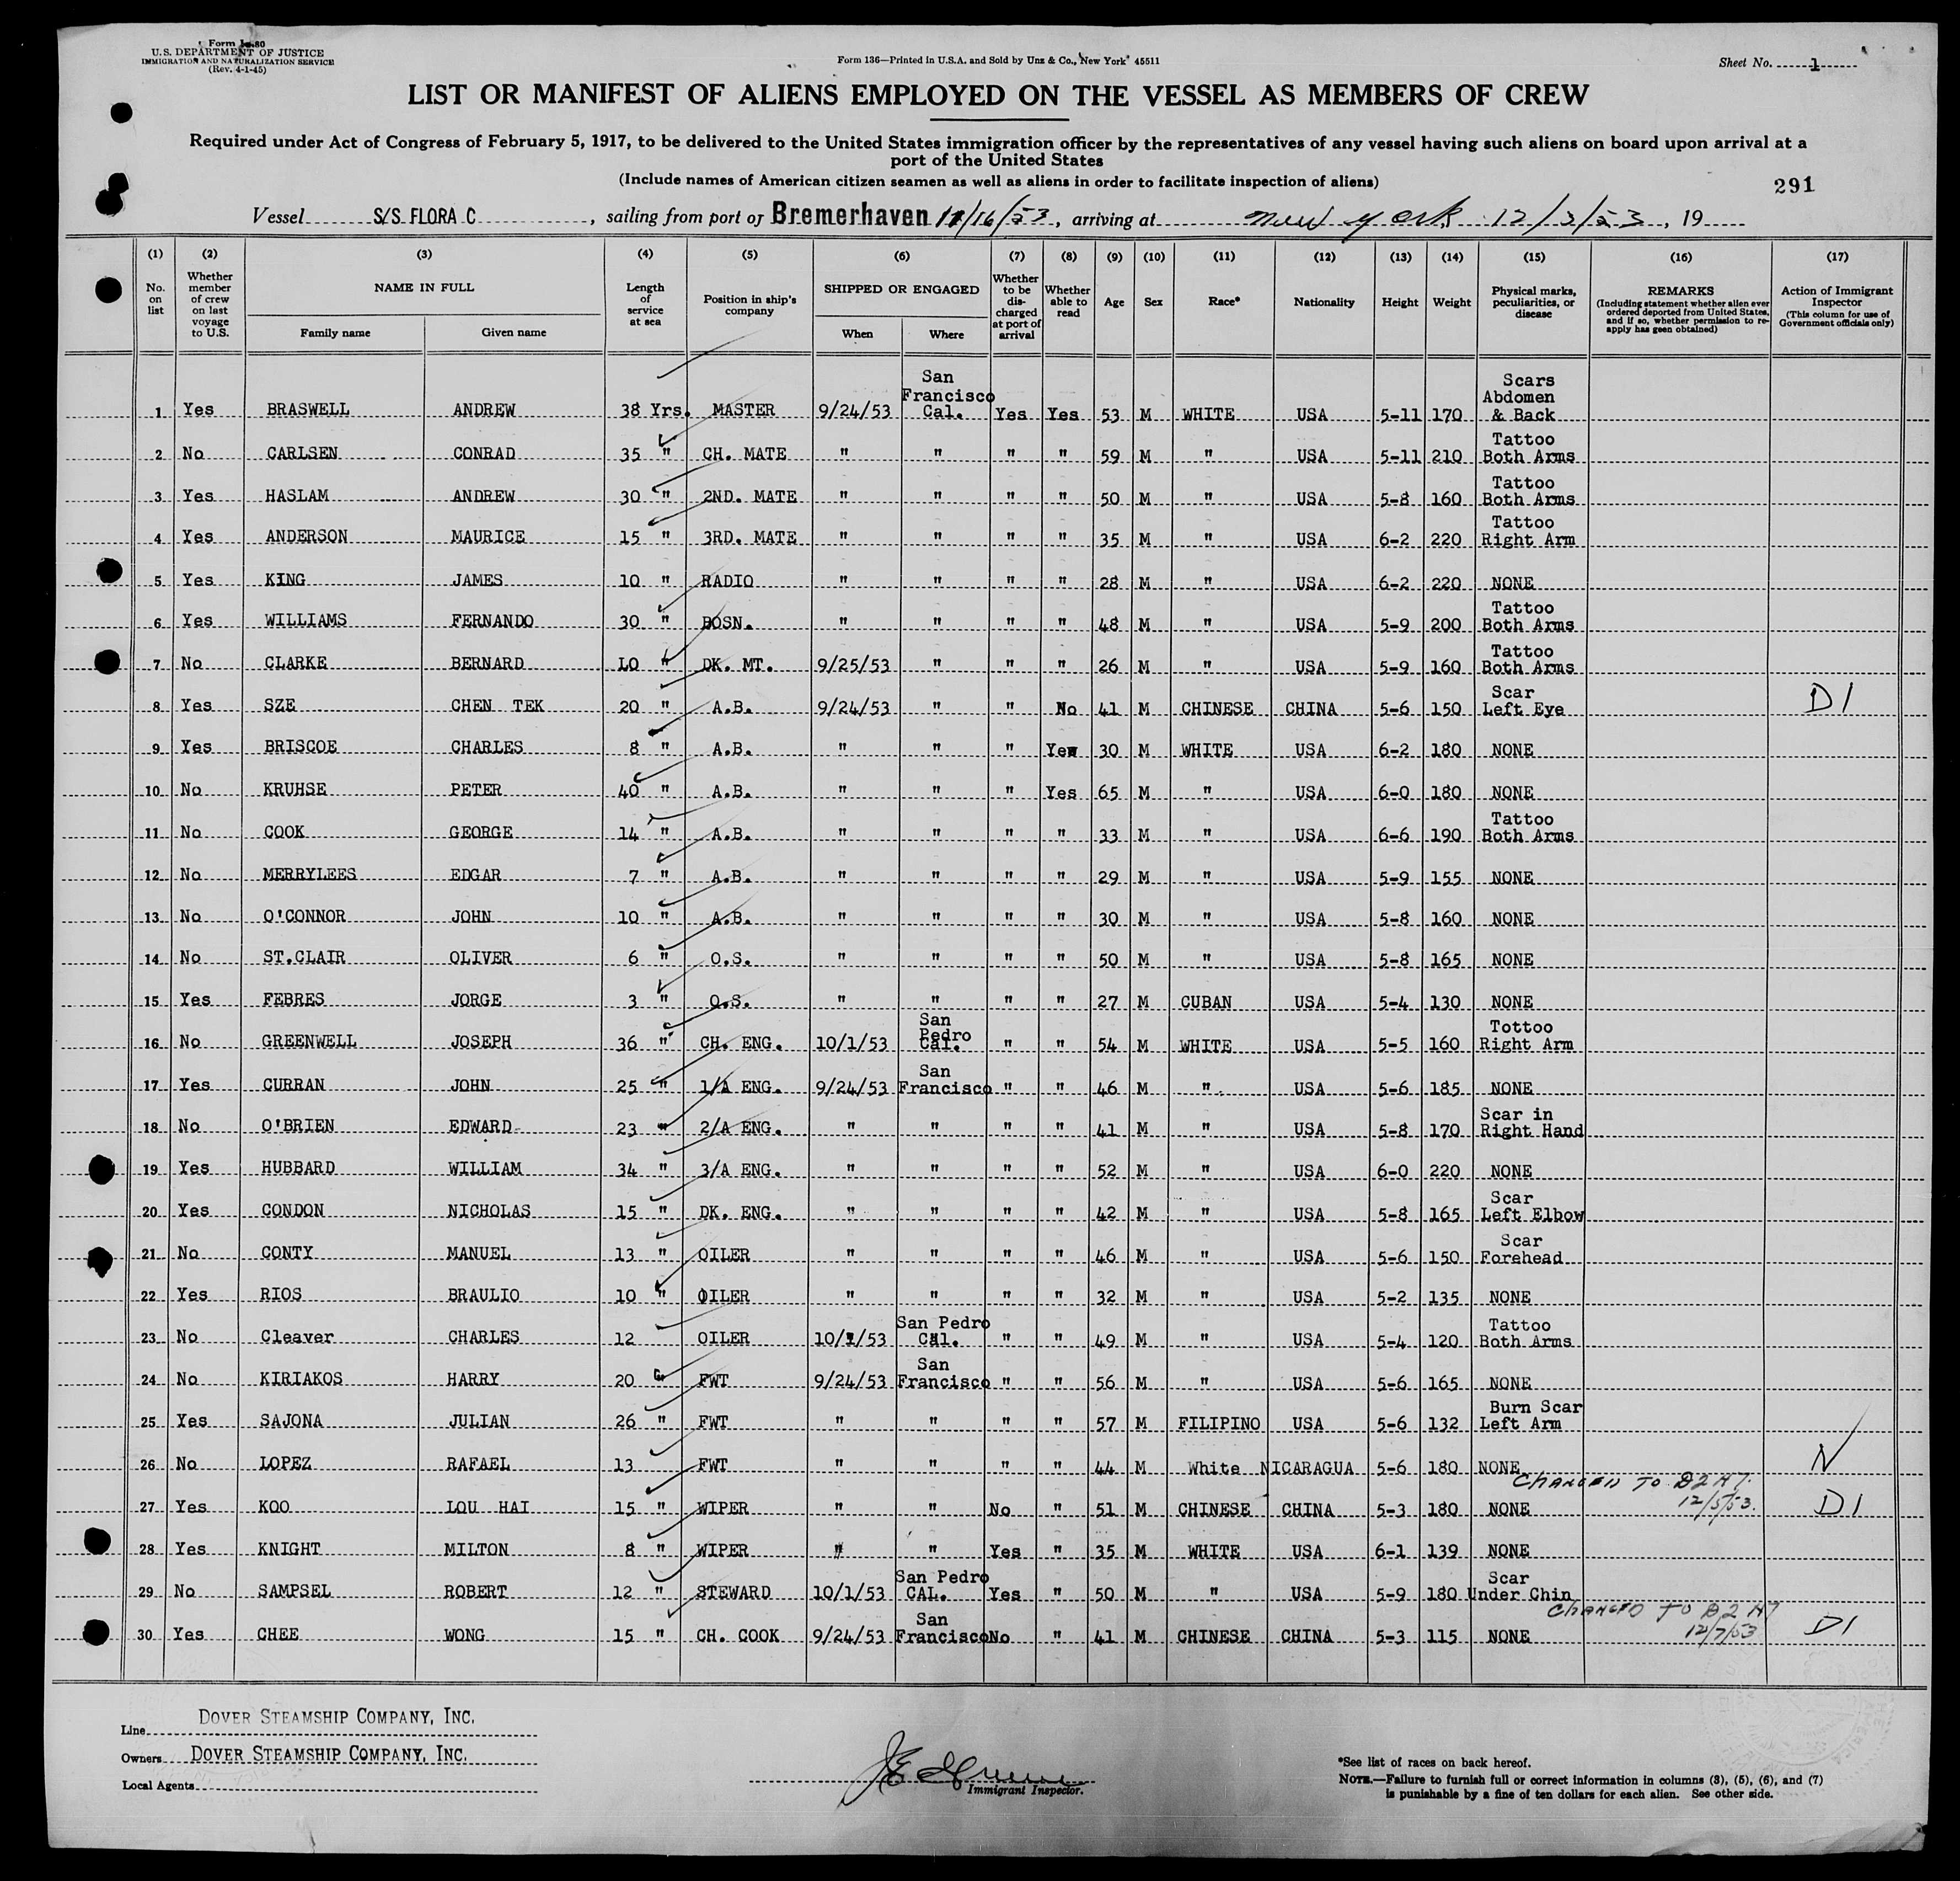 Form I-480
U.S. DEPARTMENT OF JUSTICE
IMMIGRATION AND NATURALIZATION SERVICE
(Rev. 4-1-45)
Form 136—Printed in U.S.A. and Sold by Unz & Co., New York 45511
Sheet No. 1
LIST OR MANIFEST OF ALIENS EMPLOYED ON THE VESSEL AS MEMBERS OF CREW
Required under Act of Congress of February 5, 1917, to be delivered to the United States immigration officer by the representatives of any vessel having such aliens on board upon arrival at a
port of the United States
(Include names of American citizen seamen as well as aliens in order to facilitate inspection of aliens)
291
Vessel S/S FLORA C, sailing from port of Bremerhaven 11/16/53, arriving at New York 12/3/53, 19
(1) No. on list (2) Whether member of crew on last voyage to U.S. (3) NAME IN FULL Family name Given name (4) Length of service at sea (5) Position in ship's company (6) SHIPPED OR ENGAGED When Where (7) Whether to be discharged at port of arrival (8) Whether able to read (9) Age (10) Sex (11) Race* (12) Nationality (13) Height (14) Weight (15) Physical marks, peculiarities, or disease (16) REMARKS (Including statement whether alien ever ordered deported from United States, and if so, whether permission to re-apply has geen obtained) (17) Action of Immigrant Inspector (This column for use of Government officials only)
1 Yes BRASWELL ANDREW 38 Yrs. MASTER 9/24/53 San Francisco Cal. Yes Yes 53 M WHITE USA 5-11 170 Scars Abdomen & Back
2 No CARLSEN CONRAD 35 " CH. MATE " " " " 59 M " USA 5-11 210 Tattoo Both Arms
3 Yes HASLAM ANDREW 30 " 2ND. MATE " " " " 50 M " USA 5-8 160 Tattoo Both Arms
4 Yes ANDERSON MAURICE 15 " 3RD. MATE " " " " 35 M " USA 6-2 220 Tattoo Right Arm
5 Yes KING JAMES 10 " RADIO " " " " 28 M " USA 6-2 220 NONE
6 Yes WILLIAMS FERNANDO 30 " BOSN. " " " " 48 M " USA 5-9 200 Tattoo Both Arms
7 No CLARKE BERNARD LO " DK. MT. 9/25/53 " " " 26 M " USA 5-9 160 Tattoo Both Arms
8 Yes SZE CHEN TEK 20 " A.B. 9/24/53 " " No 41 M CHINESE CHINA 5-6 150 Scar Left Eye D1
9 Yes BRISCOE CHARLES 8 " A.B. " " " Yes 30 M WHITE USA 6-2 180 NONE
10 No KRUHSE PETER 40 " A.B. " " " Yes 65 M " USA 6-0 180 NONE
11 No COOK GEORGE 14 " A.B. " " " " 33 M " USA 6-6 190 Tattoo Both Arms
12 No MERRYLEES EDGAR 7 " A.B. " " " " 29 M " USA 5-9 155 NONE
13 No O'CONNOR JOHN 10 " A.B. " " " " 30 M " USA 5-8 160 NONE
14 No ST.CLAIR OLIVER 6 " O.S. " " " " 50 M " USA 5-8 165 NONE
15 Yes FEBRES JORGE 3 " O.S. " " " " 27 M CUBAN USA 5-4 130 NONE
16 No GREENWELL JOSEPH 36 " CH. ENG. 10/1/53 San Pedro Cal. " " 54 M WHITE USA 5-5 160 Tottoo Right Arm
17 Yes CURRAN JOHN 25 " 1/A ENG. 9/24/53 San Francisco " " 46 M " USA 5-6 185 NONE
18 No O'BRIEN EDWARD 23 " 2/A ENG. " " " " 41 M " USA 5-8 170 Scar in Right Hand
19 Yes HUBBARD WILLIAM 34 " 3/A ENG. " " " " 52 M " USA 6-0 220 NONE
20 Yes CONDON NICHOLAS 15 " DK. ENG. " " " " 42 M " USA 5-8 165 Scar Left Elbow
21 No CONTY MANUEL 13 " OILER " " " " 46 M " USA 5-6 150 Scar Forehead
22 Yes RIOS BRAULIO 10 " OILER " " " " 32 M " USA 5-2 135 NONE
23 No Cleaver CHARLES 12 OILER 10/1/53 San Pedro Cal. " " 49 M " USA 5-4 120 Tattoo Both Arms
24 No KIRIAKOS HARRY 20 " FWT 9/24/53 San Francisco " " 56 M " USA 5-6 165 NONE
25 Yes SAJONA JULIAN 26 " FWT " " " " 57 M FILIPINO USA 5-6 132 Burn Scar Left Arm
26 No LOPEZ RAFAEL 13 FWT " " " " 44 M White NICARAGUA 5-6 180 NONE N
27 Yes KOO LOU HAI 15 " WIPER " " No " 51 M CHINESE CHINA 5-3 180 NONE CHANGED TO D2 N7. 12/5/53. D1
28 Yes KNIGHT MILTON 8 " WIPER " " Yes " 35 M WHITE USA 6-1 139 NONE
29 No SAMPSEL ROBERT 12 " STEWARD 10/1/53 San Pedro CAL. Yes " 50 M " USA 5-9 180 Scar Under Chin
30 Yes CHEE WONG 15 " CH. COOK 9/24/53 San Francisco No " 41 M CHINESE CHINA 5-3 115 NONE CHANGED TO D2 N7 12/7/53 D1
Line DOVER STEAMSHIP COMPANY, INC.
Owners DOVER STEAMSHIP COMPANY, INC.
Local Agents
Immigrant Inspector.
*See list of races on back hereof.
NOTE.—Failure to furnish full or correct information in columns (3), (5), (6), and (7)
is punishable by a fine of ten dollars for each alien. See other side.